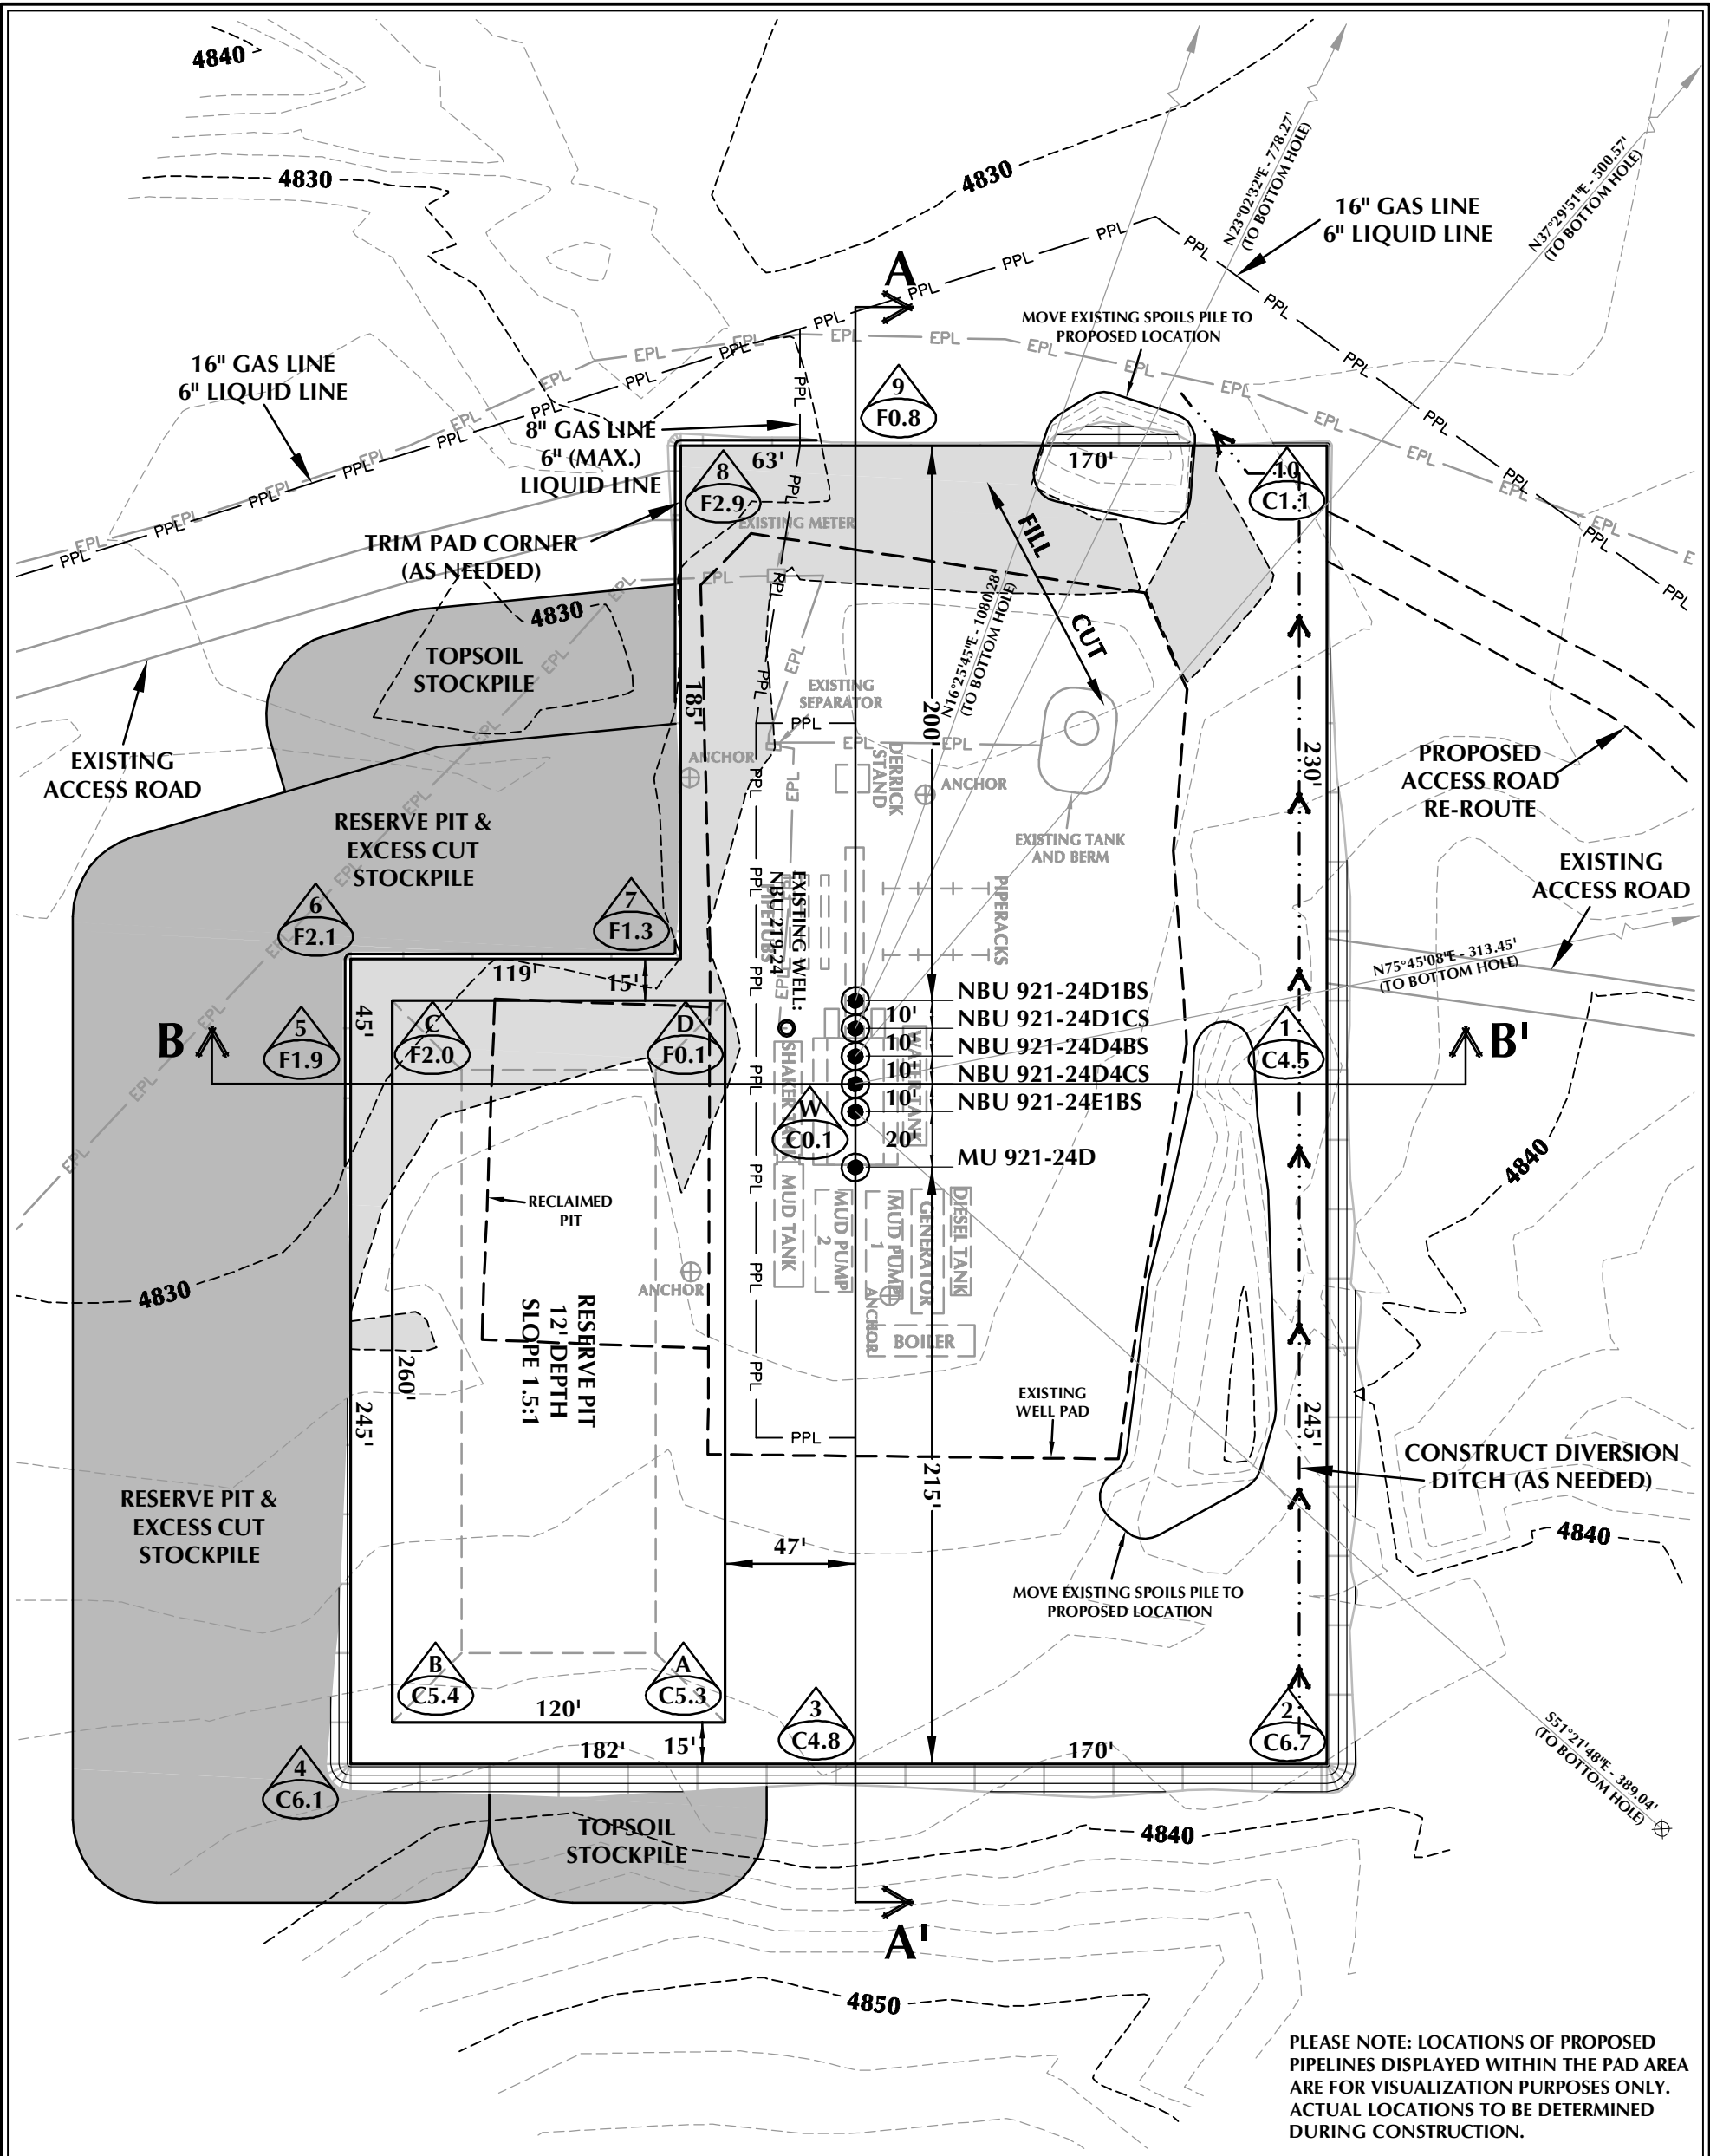 4840
4830
4830
N23°02'32"E - 778.27'
(TO BOTTOM HOLE)
N37°29'51"E - 500.57'
(TO BOTTOM HOLE)
16" GAS LINE
6" LIQUID LINE
A
PPL
EPL
MOVE EXISTING SPOILS PILE TO
PROPOSED LOCATION
16" GAS LINE
6" LIQUID LINE
9
F0.8
8" GAS LINE
6" (MAX.)
LIQUID LINE
63'
170'
8
F2.9
10
C1.1
EXISTING METER
FILL
CUT
TRIM PAD CORNER
(AS NEEDED)
4830
TOPSOIL
STOCKPILE
N16°25'45"E - 1080.28'
(TO BOTTOM HOLE)
EXISTING
SEPARATOR
185'
200'
230'
EXISTING
ACCESS ROAD
ANCHOR
DERRICK
STAND
ANCHOR
PROPOSED
ACCESS ROAD
RE-ROUTE
RESERVE PIT &
EXCESS CUT
STOCKPILE
EXISTING TANK
AND BERM
EXISTING
ACCESS ROAD
6
F2.1
7
F1.3
PIPETUBS
EXISTING WELL:
NBU 219-24
PIPERACKS
N75°45'08"E - 313.45'
(TO BOTTOM HOLE)
119'
15'
45'
NBU 921-24D1BS
10'
NBU 921-24D1CS
10'
NBU 921-24D4BS
10'
NBU 921-24D4CS
10'
NBU 921-24E1BS
20'
MU 921-24D
B
5
F1.9
C
F2.0
D
F0.1
1
C4.5
B'
SHAKER TANK
WATER TANK
W
C0.1
4840
RECLAIMED
PIT
MUD TANK
MUD PUMP
2
MUD PUMP
1
GENERATOR
DIESEL TANK
ANCHOR
ANCHOR
BOILER
4830
RESERVE PIT
12' DEPTH
SLOPE 1.5:1
260'
245'
EXISTING
WELL PAD
245'
215'
CONSTRUCT DIVERSION
DITCH (AS NEEDED)
RESERVE PIT &
EXCESS CUT
STOCKPILE
4840
47'
MOVE EXISTING SPOILS PILE TO
PROPOSED LOCATION
B
C5.4
A
C5.3
120'
3
C4.8
2
C6.7
182'
15'
170'
S51°21'48"E - 389.04'
(TO BOTTOM HOLE)
4
C6.1
TOPSOIL
STOCKPILE
4840
A'
4850
PLEASE NOTE: LOCATIONS OF PROPOSED
PIPELINES DISPLAYED WITHIN THE PAD AREA
ARE FOR VISUALIZATION PURPOSES ONLY.
ACTUAL LOCATIONS TO BE DETERMINED
DURING CONSTRUCTION.